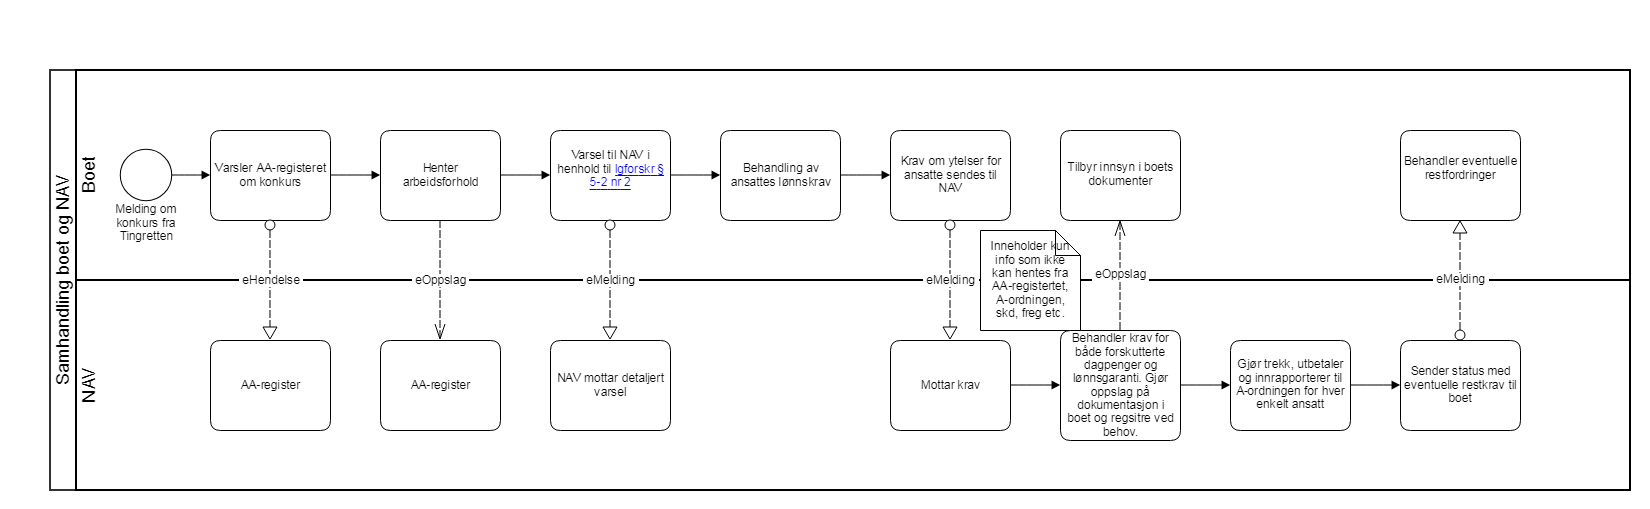 Samhandling boet og NAV
Boet
Melding om
konkurs fra
Tingretten
Varsler AA-registeret
om konkurs
Henter
arbeidsforhold
Varsel til NAV i
henhold til lgforskr §
5-2 nr 2
Behandling av
ansattes lønnskrav
Krav om ytelser for
ansatte sendes til
NAV
Tilbyr innsyn i boets
dokumenter
Behandler eventuelle
restfordringer
eHendelse
eOppslag
eMelding
eMelding
Inneholder kun
info som ikke
kan hentes fra
AA-registertet,
A-ordningen,
skd, freg etc.
eOppslag
eMelding
NAV
AA-register
AA-register
NAV mottar detaljert
varsel
Mottar krav
Behandler krav for
både forskutterte
dagpenger og
lønnsgaranti. Gjør
oppslag på
dokumentasjon i
boet og regsitre ved
behov.
Gjør trekk, utbetaler
og innrapporterer til
A-ordningen for hver
enkelt ansatt
Sender status med
eventuelle restkrav til
boet